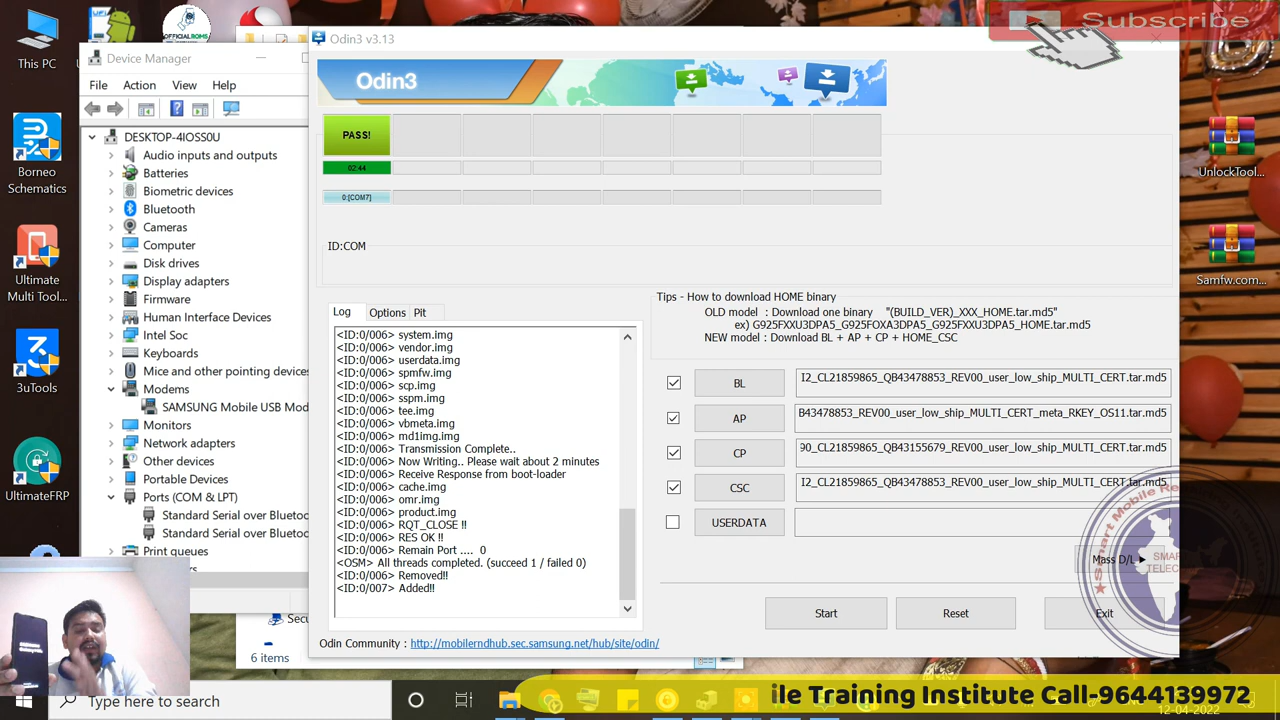 This PC
Borneo
Schematics
Ultimate
Multi Tool...
3uTools
UltimateFRP
OFFICIALROMS
Device Manager
File Action View Help
DESKTOP-4IOSS0U
Audio inputs and outputs
Batteries
Biometric devices
Bluetooth
Cameras
Computer
Disk drives
Display adapters
Firmware
Human Interface Devices
Intel Soc
Keyboards
Mice and other pointing devices
Modems
SAMSUNG Mobile USB Mod
Monitors
Network adapters
Other devices
Portable Devices
Ports (COM & LPT)
Standard Serial over Bluetoo
Standard Serial over Bluetoo
Print queues
Secu
6 items
Odin3 v3.13
Odin3
PASS!
02:44
0:[COM7]
ID:COM
Log Options Pit
<ID:0/006> system.img
<ID:0/006> vendor.img
<ID:0/006> userdata.img
<ID:0/006> spmfw.img
<ID:0/006> scp.img
<ID:0/006> sspm.img
<ID:0/006> tee.img
<ID:0/006> vbmeta.img
<ID:0/006> md1img.img
<ID:0/006> Transmission Complete..
<ID:0/006> Now Writing.. Please wait about 2 minutes
<ID:0/006> Receive Response from boot-loader
<ID:0/006> cache.img
<ID:0/006> omr.img
<ID:0/006> product.img
<ID:0/006> RQT_CLOSE !!
<ID:0/006> RES OK !!
<ID:0/006> Remain Port .... 0
<OSM> All threads completed. (succeed 1 / failed 0)
<ID:0/006> Removed!!
<ID:0/007> Added!!
Odin Community : http://mobilerndhub.sec.samsung.net/hub/site/odin/
Tips - How to download HOME binary
OLD model : Download one binary "(BUILD_VER)_XXX_HOME.tar.md5"
ex) G925FXXU3DPA5_G925FOXA3DPA5_G925FXXU3DPA5_HOME.tar.md5
NEW model : Download BL + AP + CP + HOME_CSC
BL I2_CL21859865_QB43478853_REV00_user_low_ship_MULTI_CERT.tar.md5
AP B43478853_REV00_user_low_ship_MULTI_CERT_meta_RKEY_OS11.tar.md5
CP 90_CL21859865_QB43155679_REV00_user_low_ship_MULTI_CERT.tar.md5
CSC I2_CL21859865_QB43478853_REV00_user_low_ship_MULTI_CERT.tar.md5
USERDATA
Mass D/L
Start Reset Exit
Subscribe
UnlockTool...
Samfw.com...
Smart Mobile Re
SMAR
TELEC
Type here to search
ile Training Institute Call-9644139972
12-04-2022